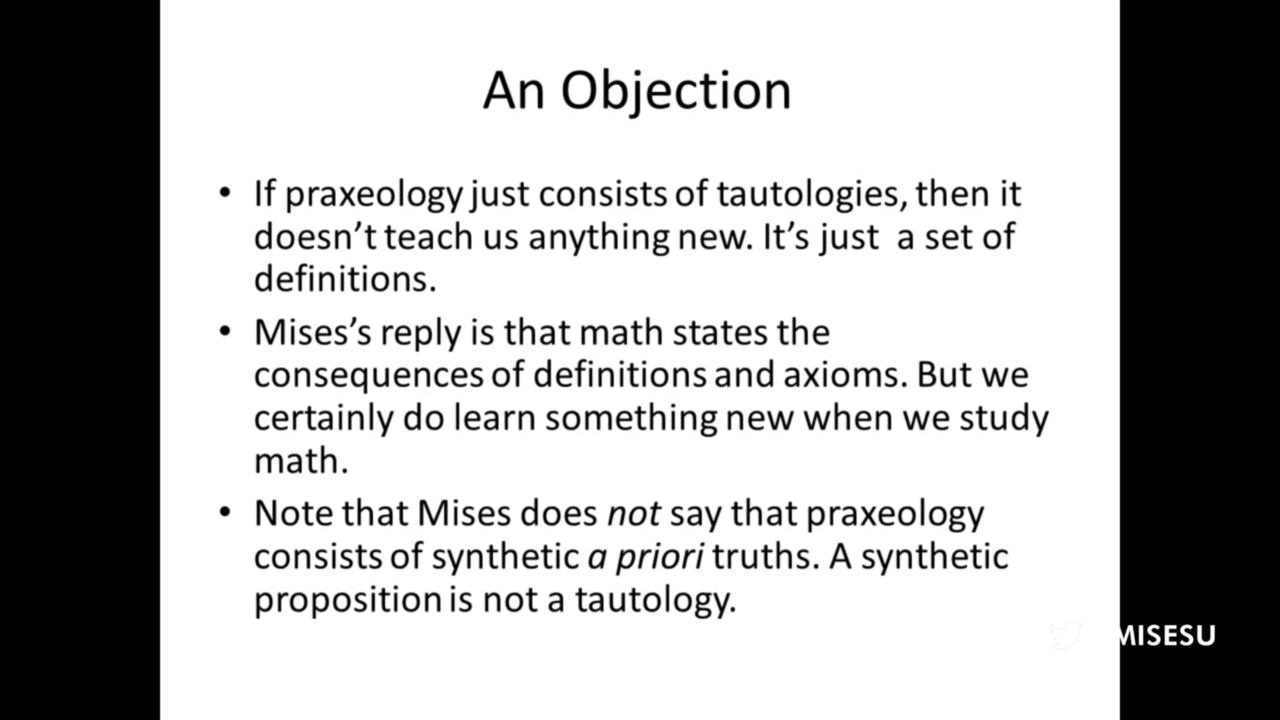 An Objection
• If praxeology just consists of tautologies, then it
doesn't teach us anything new. It's just a set of
definitions.
• Mises's reply is that math states the
consequences of definitions and axioms. But we
certainly do learn something new when we study
math.
• Note that Mises does not say that praxeology
consists of synthetic a priori truths. A synthetic
proposition is not a tautology.
MISESU